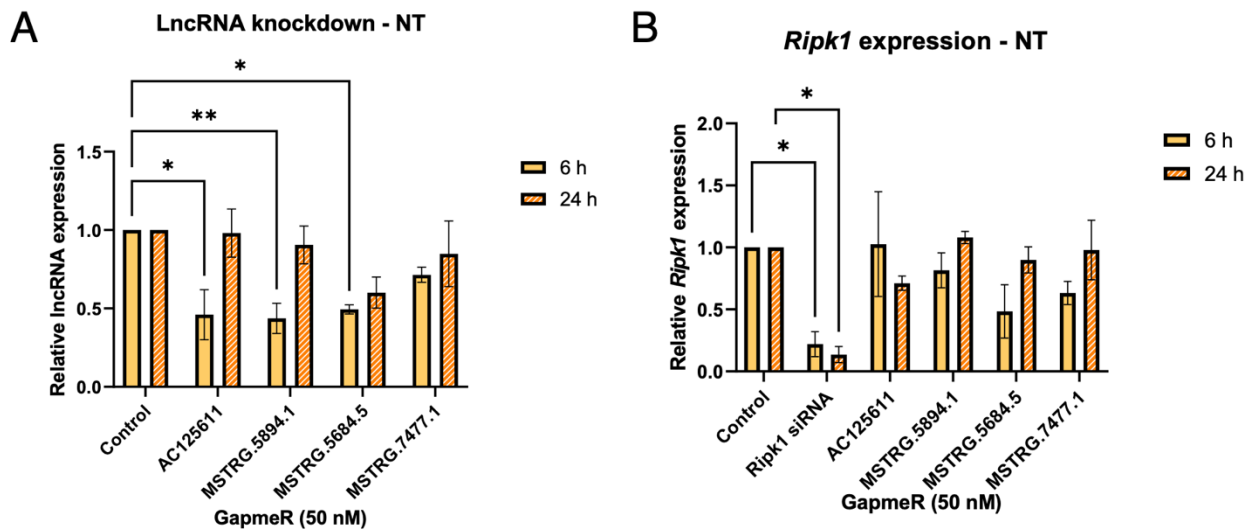 A
LncRNA knockdown - NT
*
**
*
Relative lncRNA expression
1.5
1.0
0.5
0.0
Control
AC125611
MSTRG.5894.1
MSTRG.5684.5
MSTRG.7477.1
GapmeR (50 nM)
6 h
24 h
B
Ripk1 expression - NT
*
*
Relative Ripk1 expression
2.0
1.5
1.0
0.5
0.0
Control
Ripk1 siRNA
AC125611
MSTRG.5894.1
MSTRG.5684.5
MSTRG.7477.1
GapmeR (50 nM)
6 h
24 h